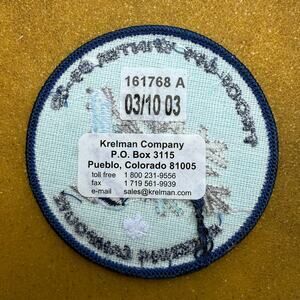 161768 A
03/10 03
Krelman Company
P.O. Box 3115
Pueblo, Colorado 81005
toll free 1 800 231-9556
fax 1 719 561-9939
e-mail sales@krelman.com